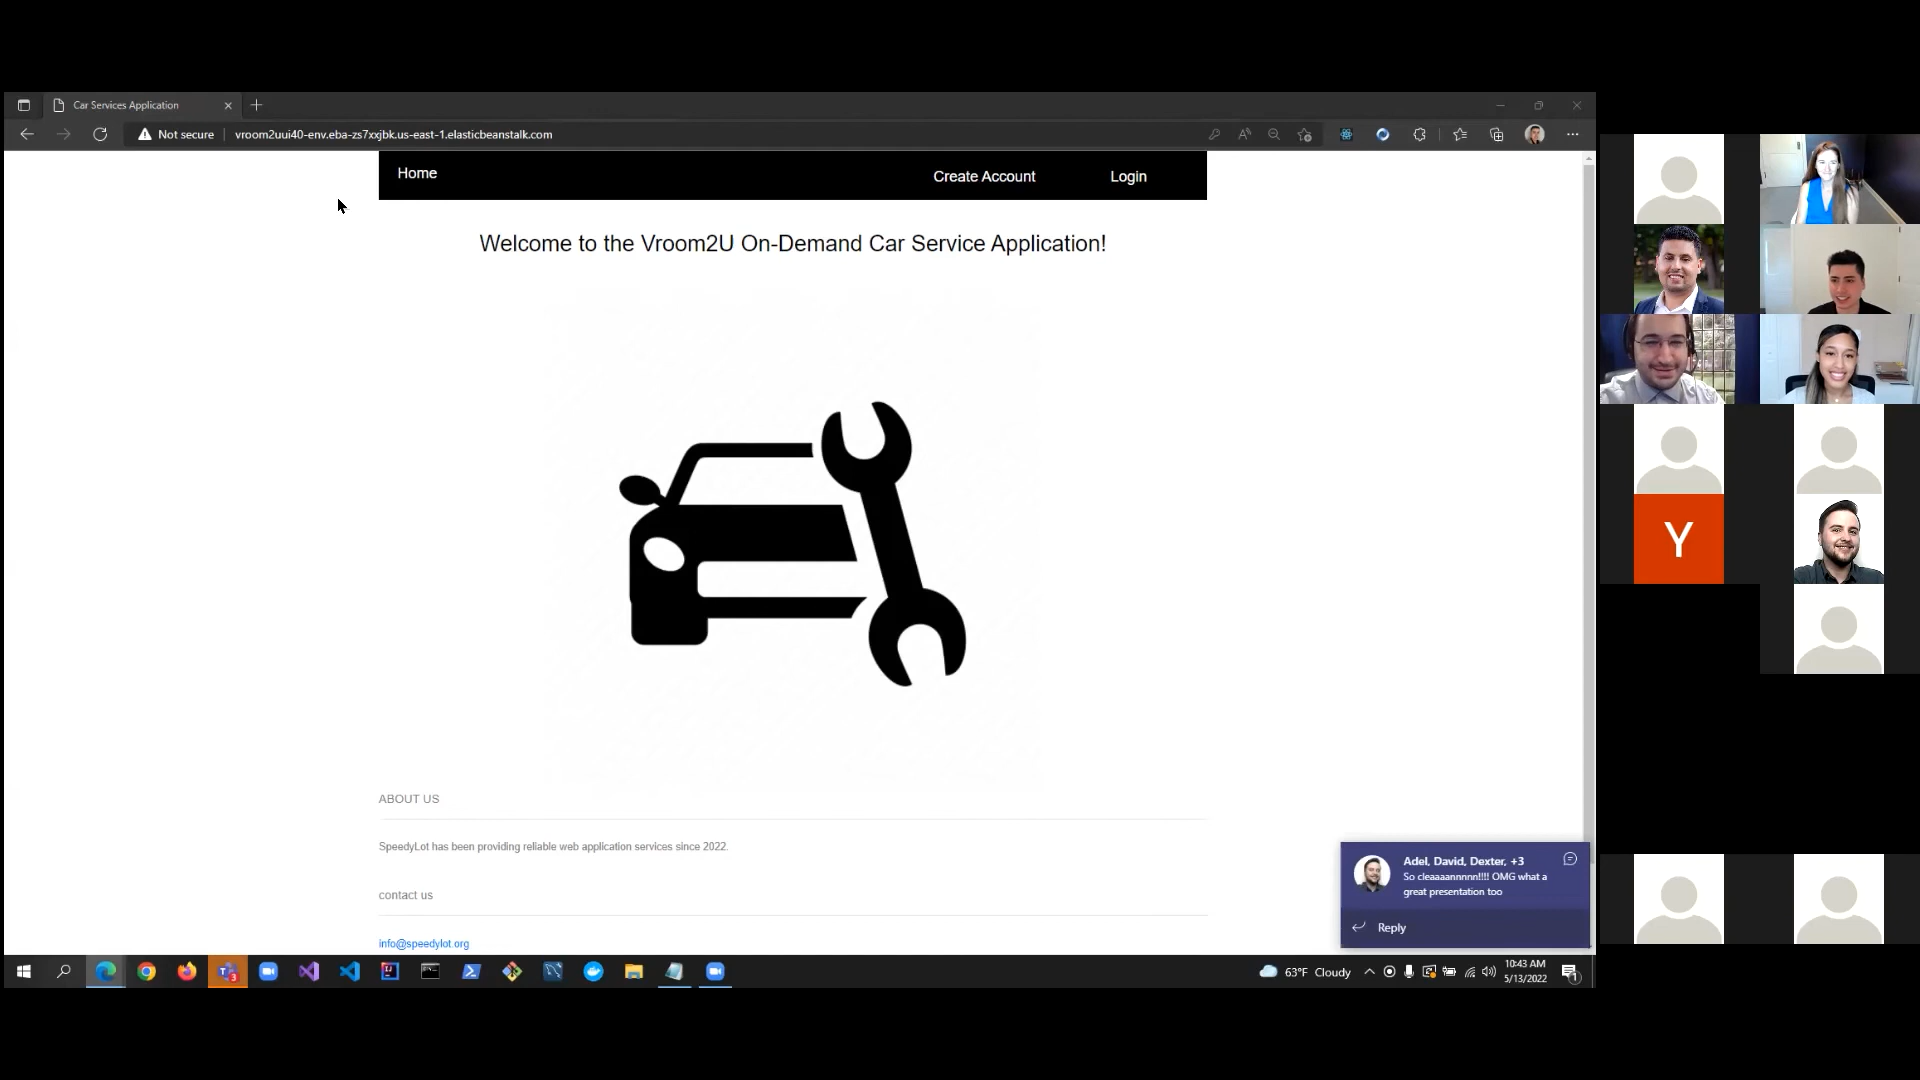 Car Services Application
Not secure
vroom2uui40-env.eba-zs7xxjbk.us-east-1.elasticbeanstalk.com
Home
Create Account
Login
Welcome to the Vroom2U On-Demand Car Service Application!
ABOUT US
SpeedyLot has been providing reliable web application services since 2022.
contact us
info@speedylot.org
Adel, David, Dexter, +3
So cleaaaannnnn!!!! OMG what a
great presentation too
Reply
Y
63°F Cloudy
10:43 AM
5/13/2022